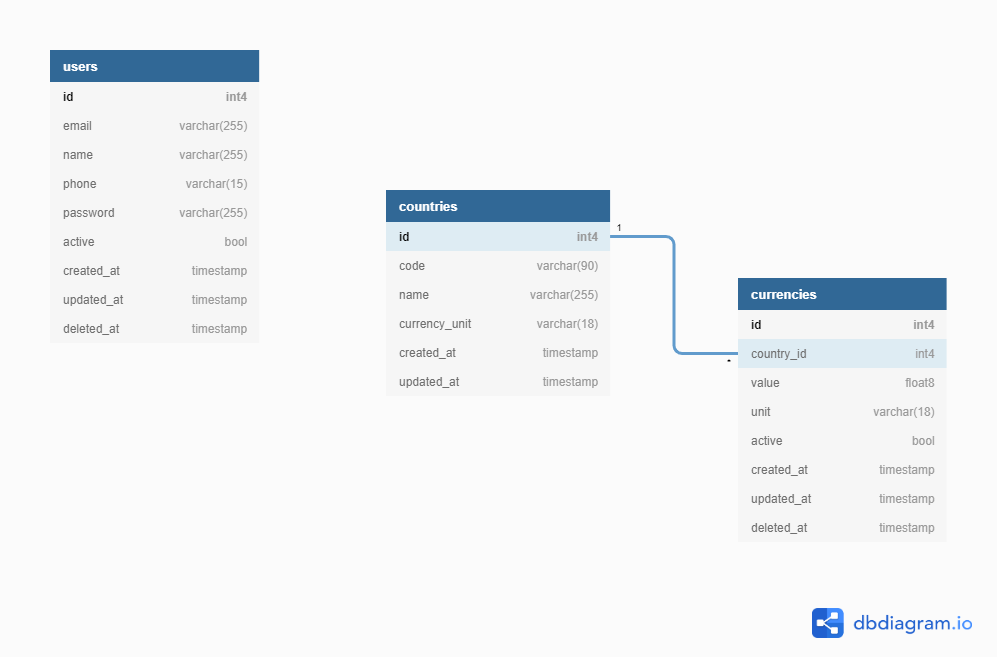 users
id int4
email varchar(255)
name varchar(255)
phone varchar(15)
password varchar(255)
active bool
created_at timestamp
updated_at timestamp
deleted_at timestamp
countries
id int4
code varchar(90)
name varchar(255)
currency_unit varchar(18)
created_at timestamp
updated_at timestamp
1
*
currencies
id int4
country_id int4
value float8
unit varchar(18)
active bool
created_at timestamp
updated_at timestamp
deleted_at timestamp
dbdiagram.io